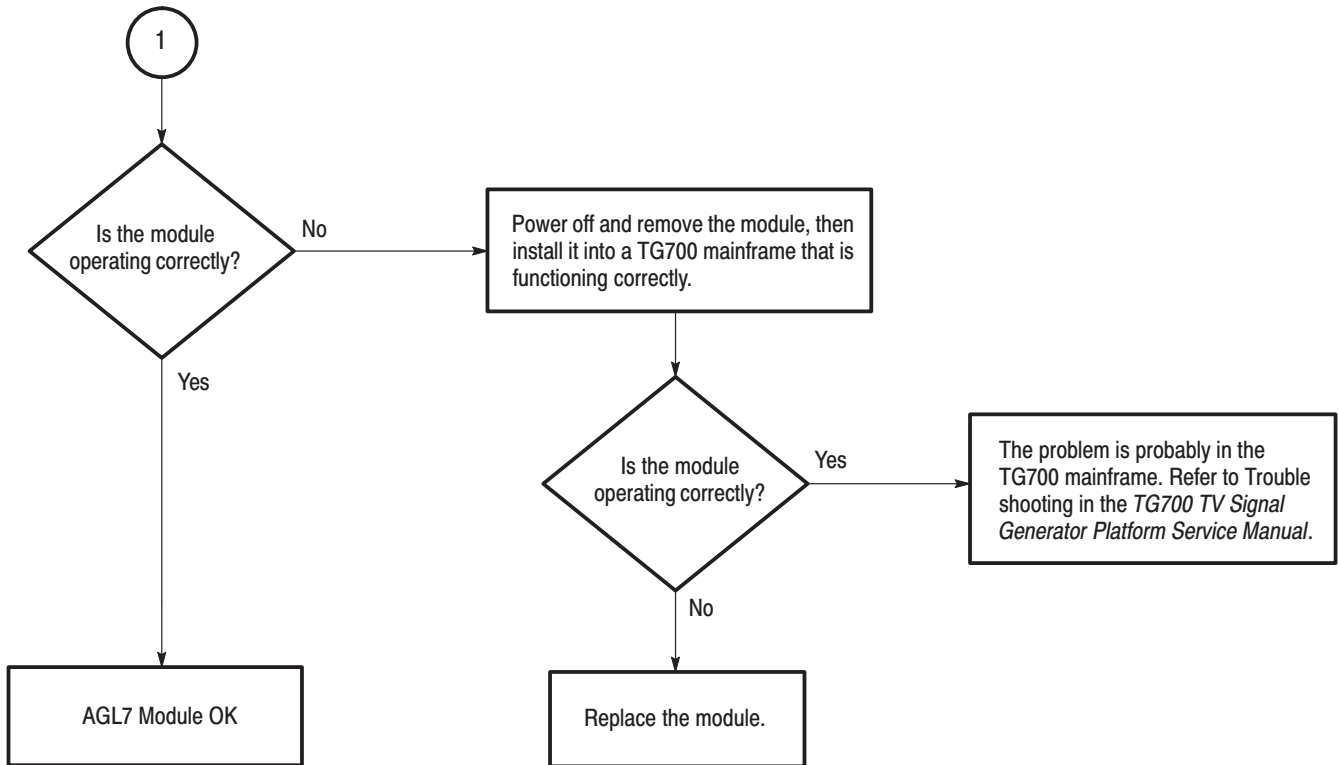 1
Is the module
operating correctly?
No
Power off and remove the module, then
install it into a TG700 mainframe that is
functioning correctly.
Yes
Is the module
operating correctly?
Yes
The problem is probably in the
TG700 mainframe. Refer to Trouble
shooting in the TG700 TV Signal
Generator Platform Service Manual.
No
AGL7 Module OK
Replace the module.